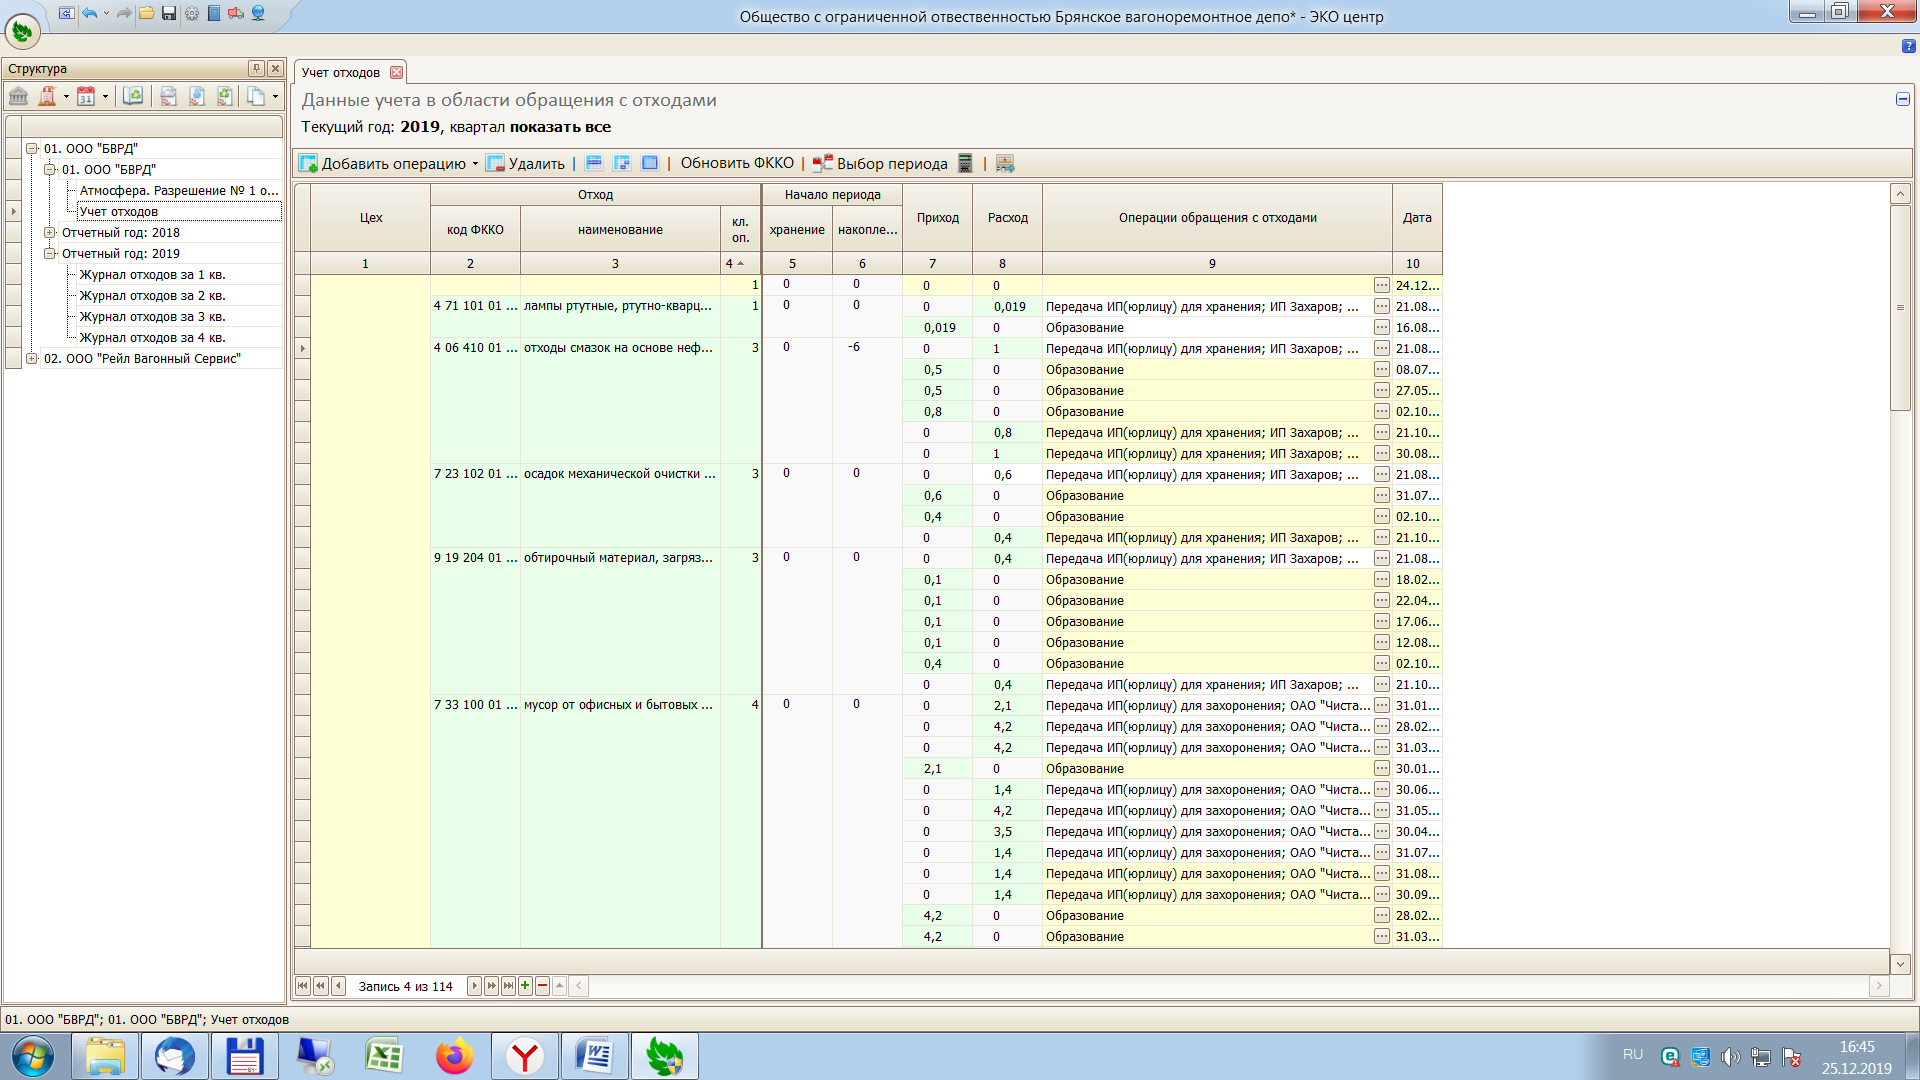 Общество с ограниченной отвественностью Брянское вагоноремонтное депо* - ЭКО центр
Структура
01. ООО "БВРД"
01. ООО "БВРД"
Атмосфера. Разрешение № 1 о...
Учет отходов
Отчетный год: 2018
Отчетный год: 2019
Журнал отходов за 1 кв.
Журнал отходов за 2 кв.
Журнал отходов за 3 кв.
Журнал отходов за 4 кв.
02. ООО "Рейл Вагонный Сервис"
Учет отходов
Данные учета в области обращения с отходами
Текущий год: 2019, квартал показать все
Добавить операцию Удалить | | Обновить ФККО | Выбор периода |
Цех Отход Начало периода Приход Расход Операции обращения с отходами Дата
код ФККО наименование кл. оп. хранение накопле...
1 2 3 4 5 6 7 8 9 10
1 0 0 0 0 24.12...
4 71 101 01 ... лампы ртутные, ртутно-кварц... 1 0 0 0 0,019 Передача ИП(юрлицу) для хранения; ИП Захаров; ... 21.08...
0,019 0 Образование 16.08...
4 06 410 01 ... отходы смазок на основе неф... 3 0 -6 0 1 Передача ИП(юрлицу) для хранения; ИП Захаров; ... 21.08...
0,5 0 Образование 08.07...
0,5 0 Образование 27.05...
0,8 0 Образование 02.10...
0 0,8 Передача ИП(юрлицу) для хранения; ИП Захаров; ... 21.10...
0 1 Передача ИП(юрлицу) для хранения; ИП Захаров; ... 30.08...
7 23 102 01 ... осадок механической очистки ... 3 0 0 0 0,6 Передача ИП(юрлицу) для хранения; ИП Захаров; ... 21.08...
0,6 0 Образование 31.07...
0,4 0 Образование 02.10...
0 0,4 Передача ИП(юрлицу) для хранения; ИП Захаров; ... 21.10...
9 19 204 01 ... обтирочный материал, загряз... 3 0 0 0 0,4 Передача ИП(юрлицу) для хранения; ИП Захаров; ... 21.08...
0,1 0 Образование 18.02...
0,1 0 Образование 22.04...
0,1 0 Образование 17.06...
0,1 0 Образование 12.08...
0,4 0 Образование 02.10...
0 0,4 Передача ИП(юрлицу) для хранения; ИП Захаров; ... 21.10...
7 33 100 01 ... мусор от офисных и бытовых ... 4 0 0 0 2,1 Передача ИП(юрлицу) для захоронения; ОАО "Чиста... 31.01...
0 4,2 Передача ИП(юрлицу) для захоронения; ОАО "Чиста... 28.02...
0 4,2 Передача ИП(юрлицу) для захоронения; ОАО "Чиста... 31.03...
2,1 0 Образование 30.01...
0 1,4 Передача ИП(юрлицу) для захоронения; ОАО "Чиста... 30.06...
0 4,2 Передача ИП(юрлицу) для захоронения; ОАО "Чиста... 31.05...
0 3,5 Передача ИП(юрлицу) для захоронения; ОАО "Чиста... 30.04...
0 1,4 Передача ИП(юрлицу) для захоронения; ОАО "Чиста... 31.07...
0 1,4 Передача ИП(юрлицу) для захоронения; ОАО "Чиста... 31.08...
0 1,4 Передача ИП(юрлицу) для захоронения; ОАО "Чиста... 30.09...
4,2 0 Образование 28.02...
4,2 0 Образование 31.03...
Запись 4 из 114
01. ООО "БВРД"; 01. ООО "БВРД"; Учет отходов
RU
16:45
25.12.2019